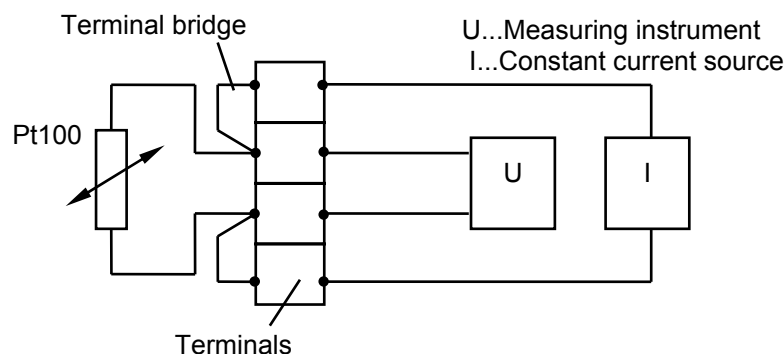 Terminal bridge
U...Measuring instrument
I...Constant current source
Pt100
U
I
Terminals